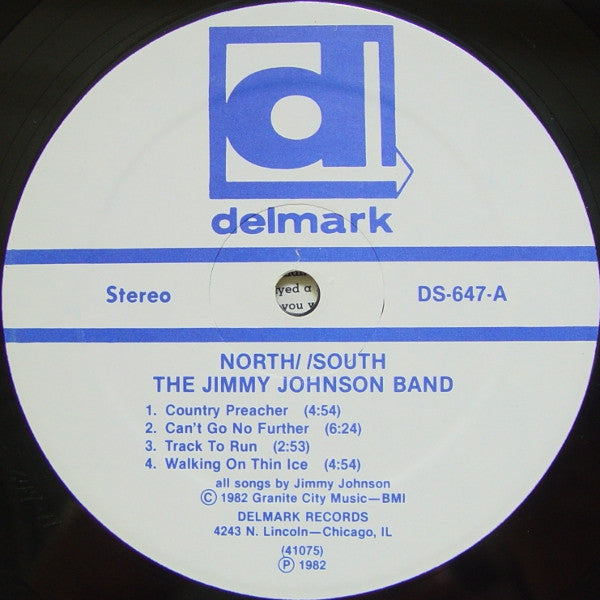 d
delmark
Stereo
DS-647-A
yed a
you
NORTH/ /SOUTH
THE JIMMY JOHNSON BAND
1. Country Preacher (4:54)
2. Can't Go No Further (6:24)
3. Track To Run (2:53)
4. Walking On Thin Ice (4:54)
all songs by Jimmy Johnson
© 1982 Granite City Music—BMI
DELMARK RECORDS
4243 N. Lincoln—Chicago, IL
(41075)
℗ 1982